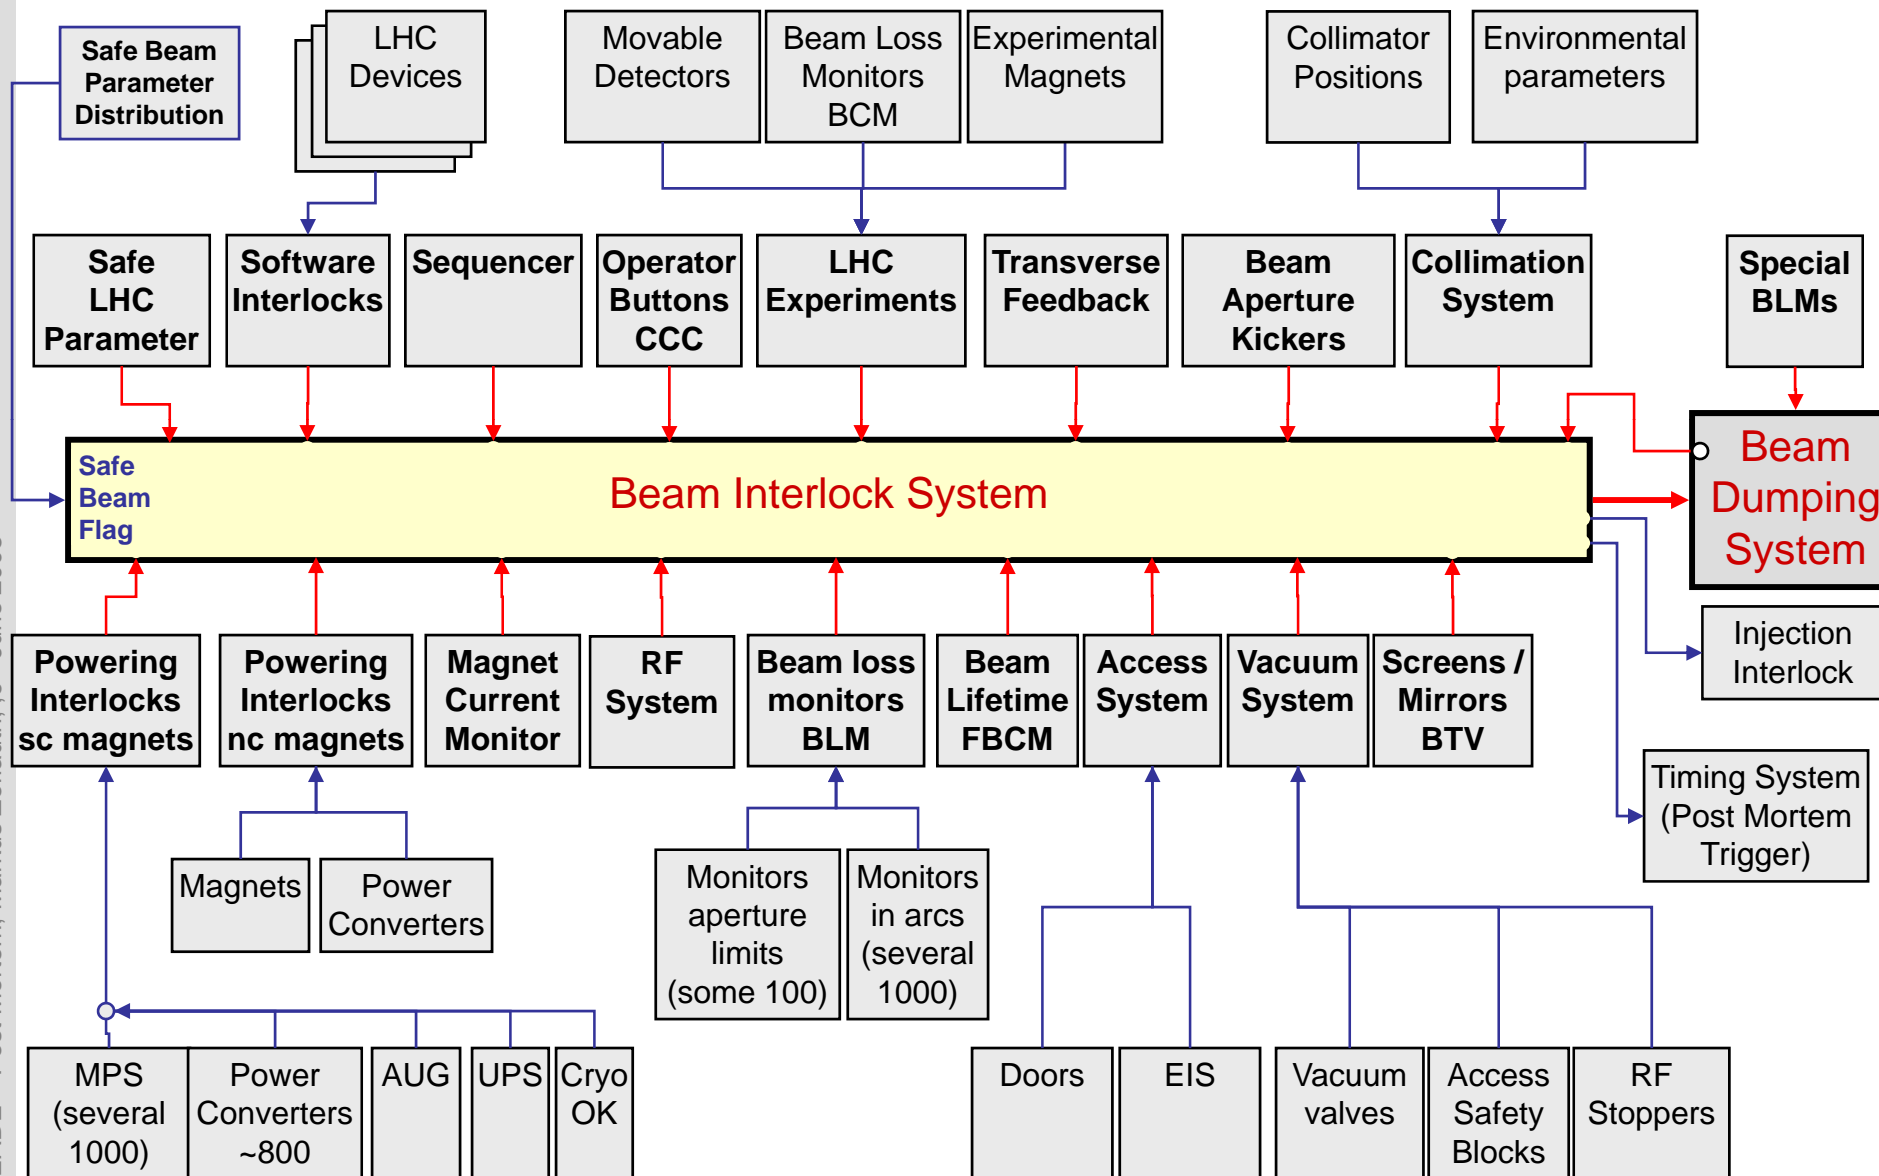 Safe Beam
Parameter
Distribution
LHC
Devices
Movable
Detectors
Beam Loss
Monitors
BCM
Experimental
Magnets
Collimator
Positions
Environmental
parameters
Safe
LHC
Parameter
Software
Interlocks
Sequencer
Operator
Buttons
CCC
LHC
Experiments
Transverse
Feedback
Beam
Aperture
Kickers
Collimation
System
Special
BLMs
Safe
Beam
Flag
Beam Interlock System
Beam
Dumping
System
Injection
Interlock
Powering
Interlocks
sc magnets
Powering
Interlocks
nc magnets
Magnet
Current
Monitor
RF
System
Beam loss
monitors
BLM
Beam
Lifetime
FBCM
Access
System
Vacuum
System
Screens /
Mirrors
BTV
Timing System
(Post Mortem
Trigger)
Magnets
Power
Converters
Monitors
aperture
limits
(some 100)
Monitors
in arcs
(several
1000)
MPS
(several
1000)
Power
Converters
~800
AUG
UPS
Cryo
OK
Doors
EIS
Vacuum
valves
Access
Safety
Blocks
RF
Stoppers